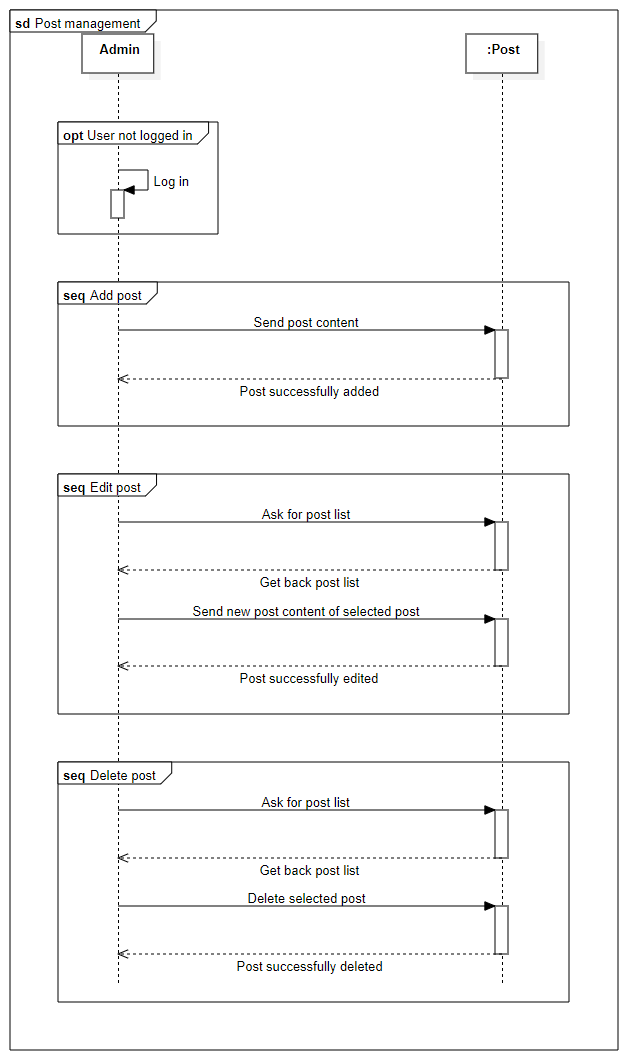 sd Post management
Admin
:Post
opt User not logged in
Log in
seq Add post
Send post content
Post successfully added
seq Edit post
Ask for post list
Get back post list
Send new post content of selected post
Post successfully edited
seq Delete post
Ask for post list
Get back post list
Delete selected post
Post successfully deleted